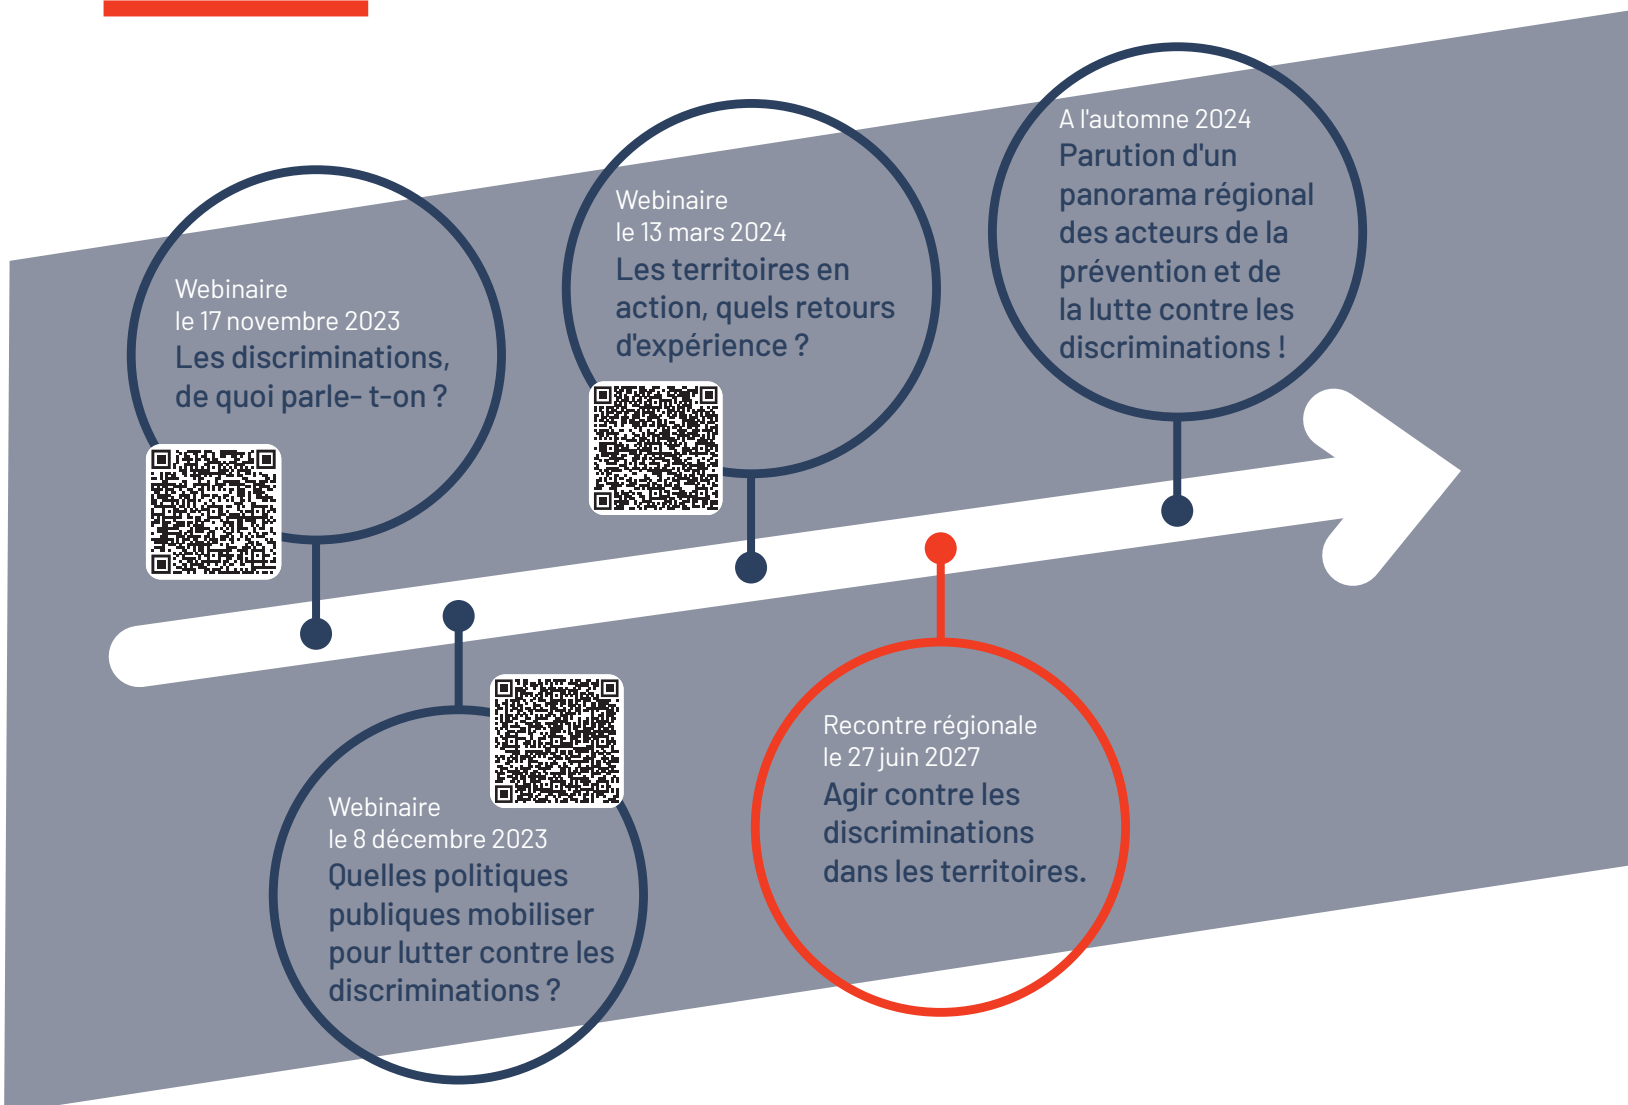 Webinaire
le 17 novembre 2023
Les discriminations,
de quoi parle- t-on ?
Webinaire
le 8 décembre 2023
Quelles politiques
publiques mobiliser
pour lutter contre les
discriminations ?
Webinaire
le 13 mars 2024
Les territoires en
action, quels retours
d'expérience ?
Recontre régionale
le 27 juin 2027
Agir contre les
discriminations
dans les territoires.
A l'automne 2024
Parution d'un
panorama régional
des acteurs de la
prévention et de
la lutte contre les
discriminations !